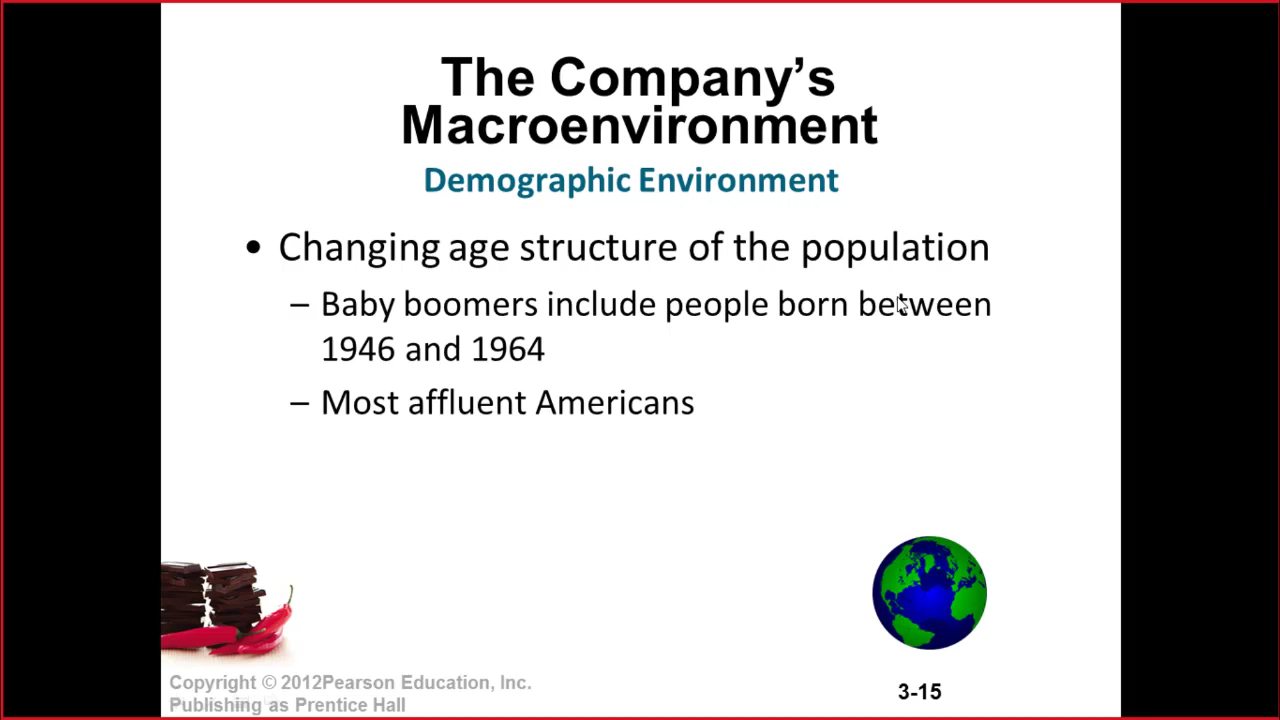 The Company’s
Macroenvironment
Demographic Environment
• Changing age structure of the population
– Baby boomers include people born between
1946 and 1964
– Most affluent Americans
Copyright © 2012Pearson Education, Inc.
Publishing as Prentice Hall
3-15